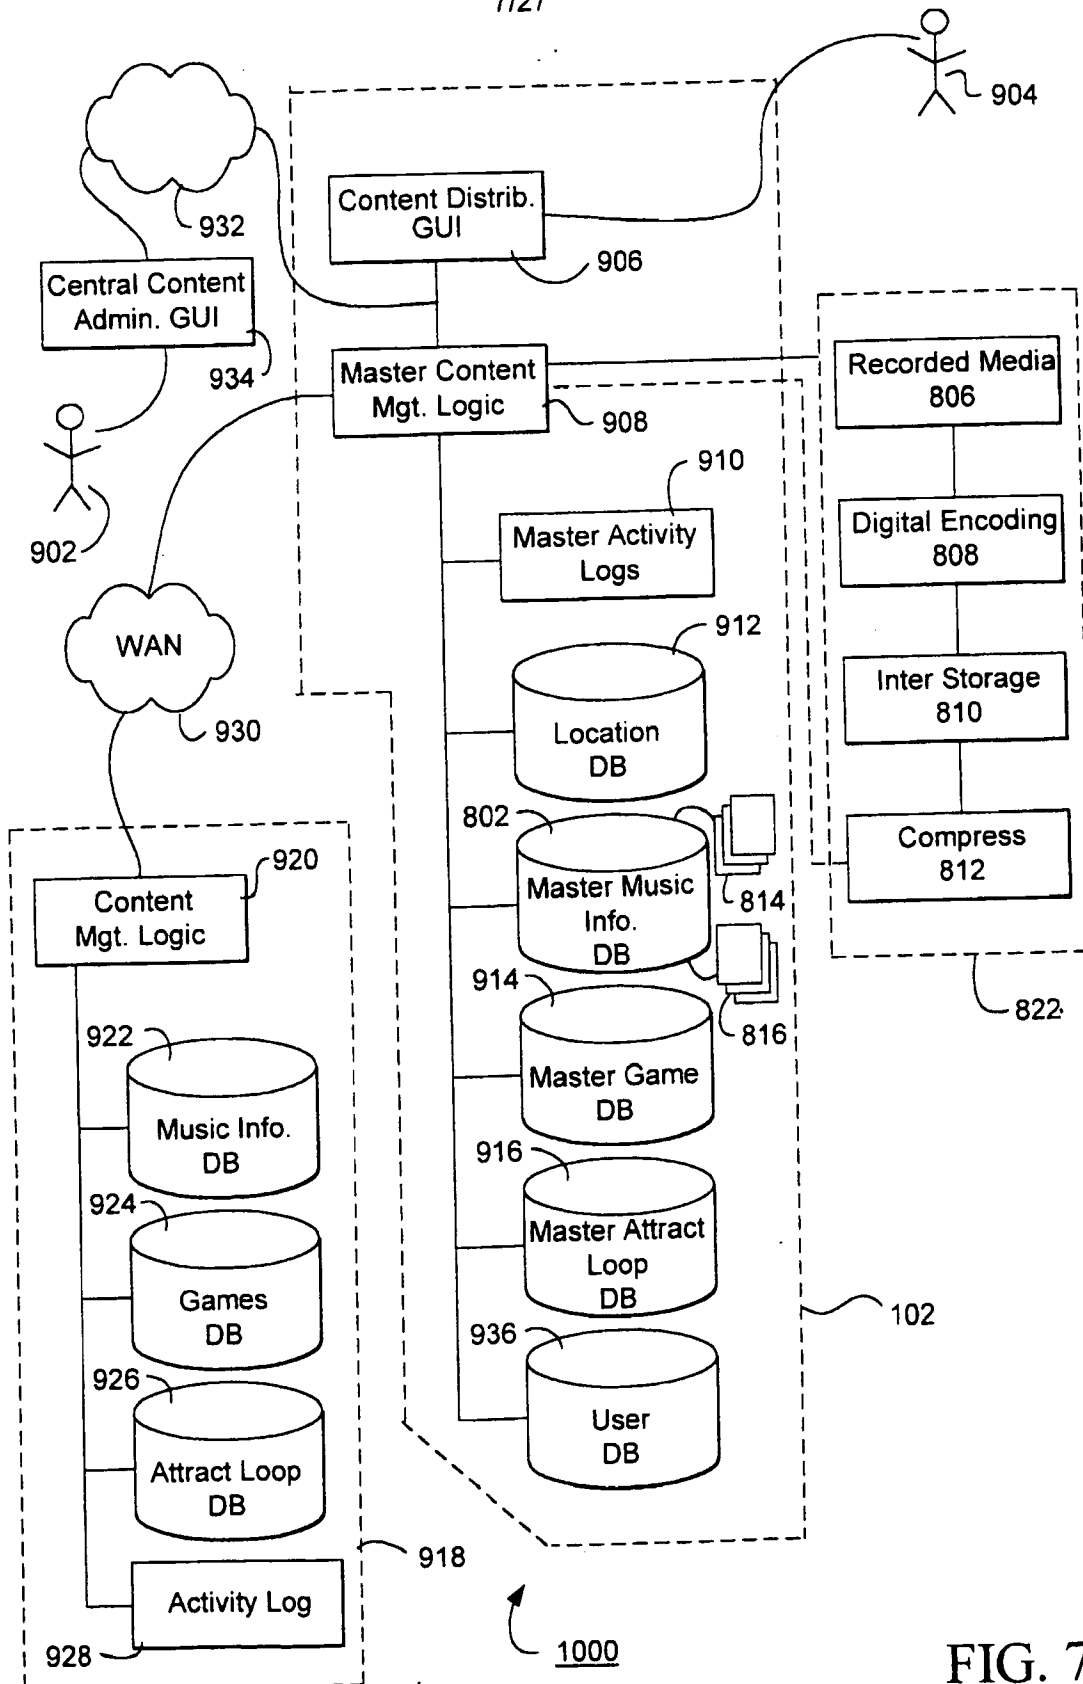 7/27
904
932
Content Distrib.
GUI
906
Central Content
Admin. GUI
934
Master Content
Mgt. Logic
908
Recorded Media
806
902
910
Master Activity
Logs
Digital Encoding
808
WAN
930
912
Location
DB
Inter Storage
810
802
Master Music
Info.
DB
814
Compress
812
920
Content
Mgt. Logic
914
816
822
Master Game
DB
922
Music Info.
DB
916
Master Attract
Loop
DB
924
Games
DB
102
936
User
DB
926
Attract Loop
DB
918
Activity Log
928
1000
FIG. 7